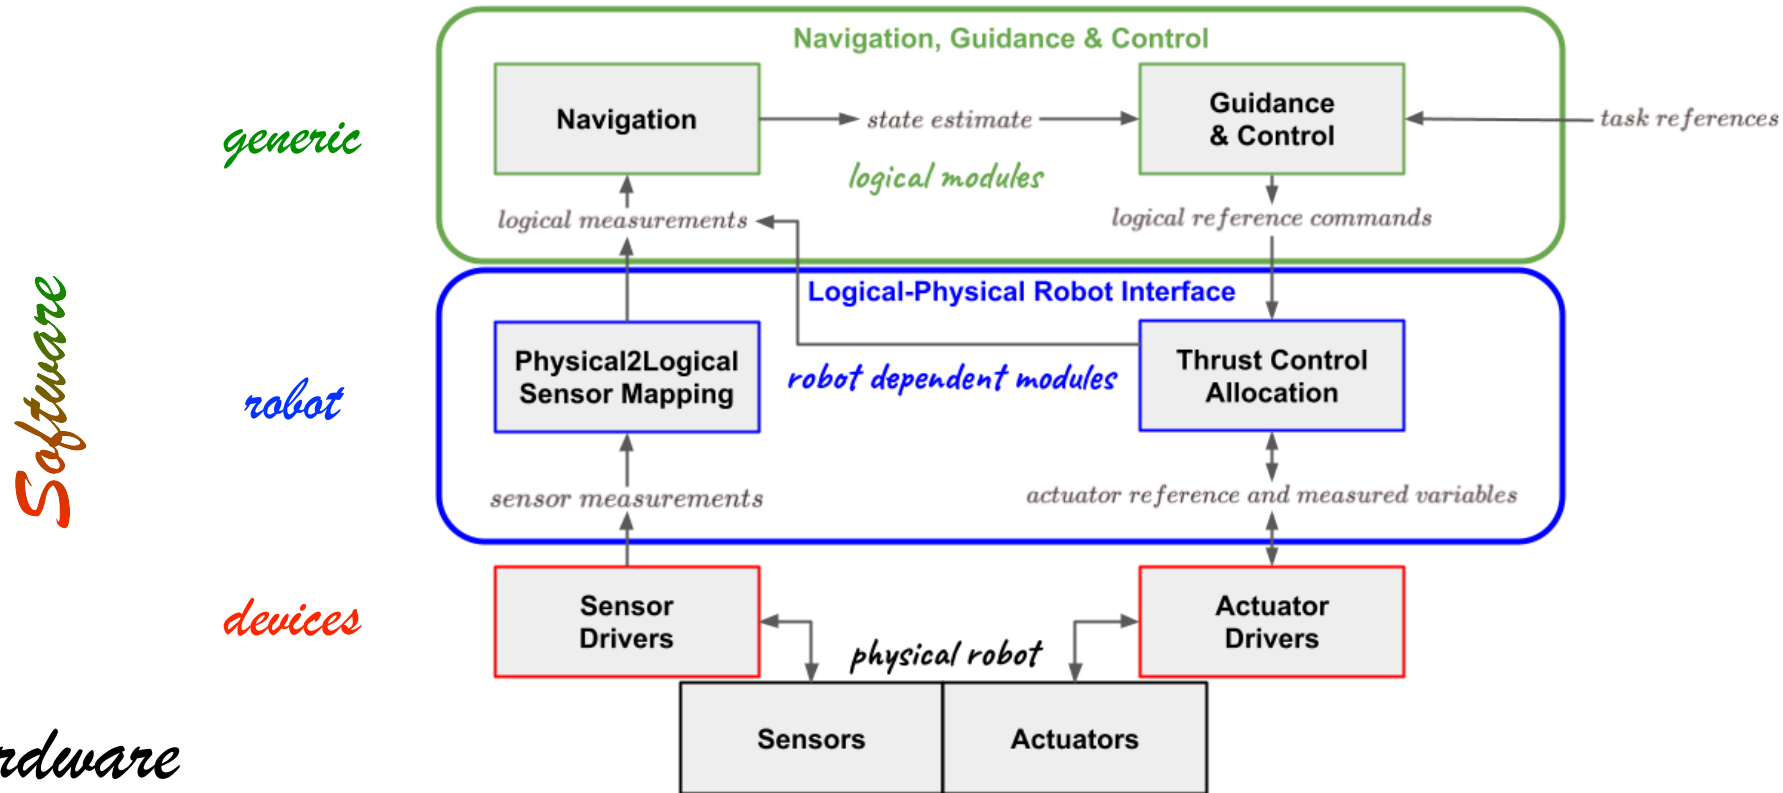 Navigation, Guidance & Control
Navigation
state estimate
Guidance
& Control
task references
generic
logical modules
logical measurements
logical reference commands
Software
Logical-Physical Robot Interface
Physical2Logical
Sensor Mapping
robot dependent modules
Thrust Control
Allocation
robot
sensor measurements
actuator reference and measured variables
devices
Sensor
Drivers
physical robot
Actuator
Drivers
Sensors
Actuators
rdware